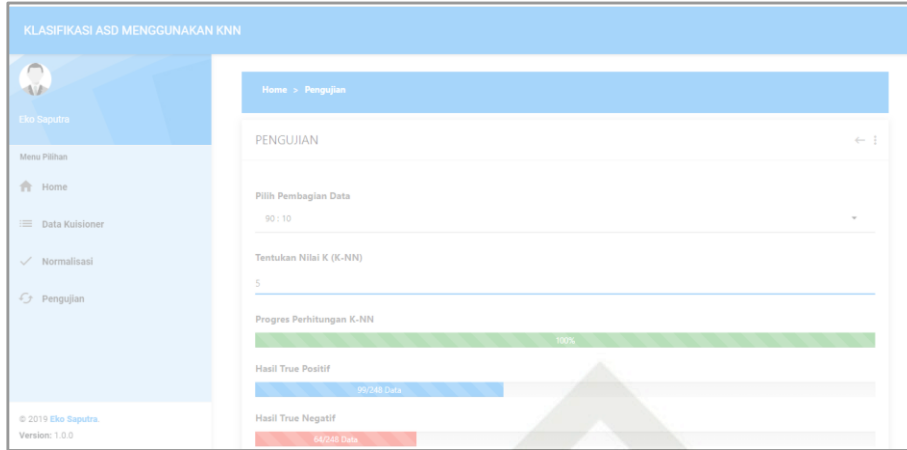 KLASIFIKASI ASD MENGGUNAKAN KNN
Eko Saputra
Menu Pilihan
Home
Data Kuisioner
Normalisasi
Pengujian
© 2019 Eko Saputra.
Version: 1.0.0
Home > Pengujian
PENGUJIAN
Pilih Pembagian Data
90 : 10
Tentukan Nilai K (K-NN)
5
Progres Perhitungan K-NN
100%
Hasil True Positif
99/248 Data
Hasil True Negatif
64/248 Data